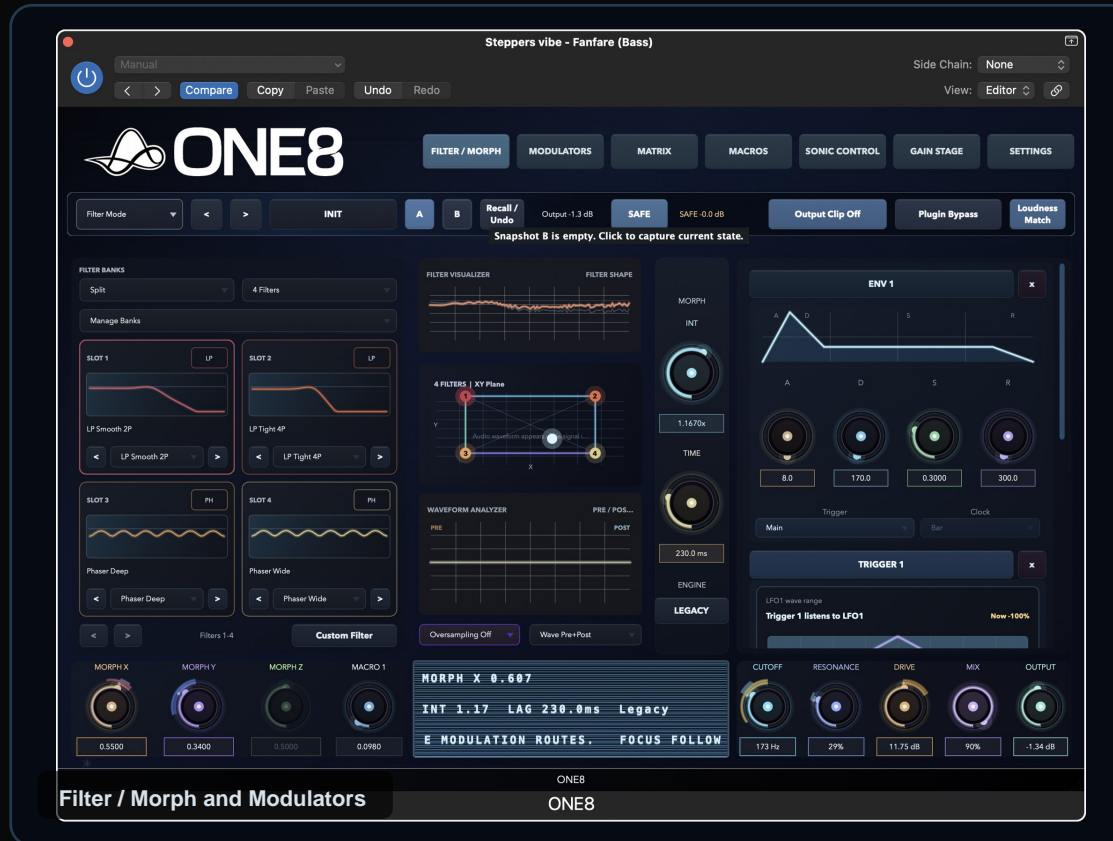 Steppers vibe - Fanfare (Bass)
Manual
Side Chain: None
< > Compare Copy Paste Undo Redo
View: Editor
ONE8
FILTER / MORPH MODULATORS MATRIX MACROS SONIC CONTROL GAIN STAGE SETTINGS
Filter Mode < > INIT A B Recall / Undo Output -1.3 dB SAFE SAFE -0.0 dB Output Clip Off Plugin Bypass Loudness Match
Snapshot B is empty. Click to capture current state.
FILTER BANKS
Split 4 Filters
Manage Banks
SLOT 1 LP
LP Smooth 2P
< LP Smooth 2P >
SLOT 2 LP
LP Tight 4P
< LP Tight 4P >
SLOT 3 PH
Phaser Deep
< Phaser Deep >
SLOT 4 PH
Phaser Wide
< Phaser Wide >
< > Filters 1-4 Custom Filter
FILTER VISUALIZER FILTER SHAPE
4 FILTERS | XY Plane
1 2
Y
Audio waveform appears
signal
3 4
X
WAVEFORM ANALYZER PRE / POS...
PRE POST
Oversampling Off Wave Pre+Post
MORPH
INT
1.1670x
TIME
230.0 ms
ENGINE
LEGACY
ENV 1 x
A D S R
A D S R
8.0 170.0 0.3000 300.0
Trigger Clock
Main Bar
TRIGGER 1 x
LFO1 wave range
Trigger 1 listens to LFO1 Now -100%
MORPH X MORPH Y MORPH Z MACRO 1
0.5500 0.3400 0.5000 0.0980
MORPH X 0.607
INT 1.17 LAG 230.0ms Legacy
E MODULATION ROUTES. FOCUS FOLLOW
CUTOFF RESONANCE DRIVE MIX OUTPUT
173 Hz 29% 11.75 dB 90% -1.34 dB
ONE8
Filter / Morph and Modulators
ONE8